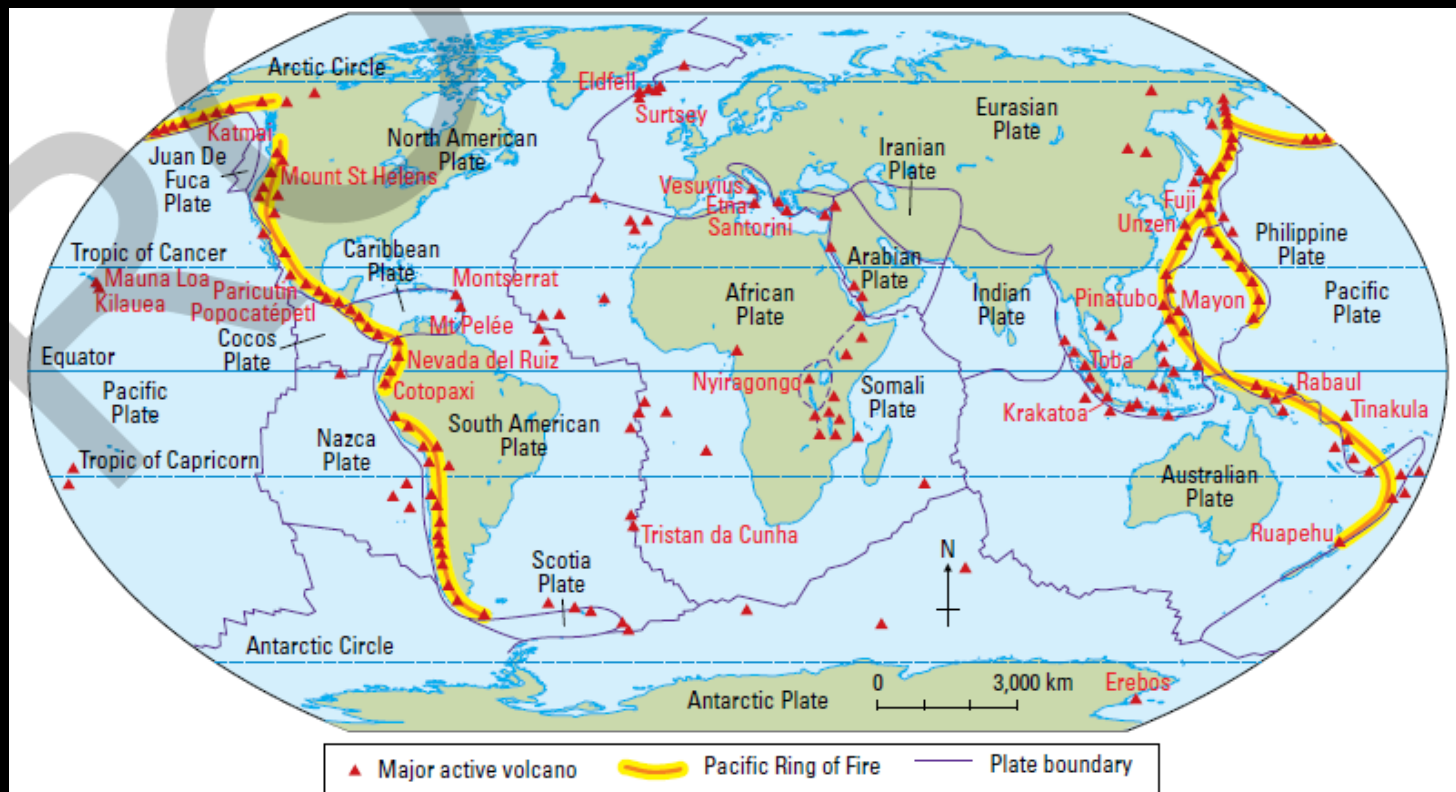 Arctic Circle
Eldfell
Surtsey
Eurasian
Plate
Katmai
North American
Plate
Iranian
Plate
Juan De
Fuca
Plate
Mount St Helens
Vesuvius
Etna
Santorini
Fuji
Unzen
Tropic of Cancer
Caribbean
Plate
Arabian
Plate
Philippine
Plate
Mauna Loa
Kilauea
Paricutín
Popocatépetl
Montserrat
Mt Pelée
African
Plate
Indian
Plate
Pinatubo
Mayon
Pacific
Plate
Cocos
Plate
Equator
Nevada del Ruiz
Cotopaxi
Nyiragongo
Somali
Plate
Toba
Krakatoa
Rabaul
Tinakula
Pacific
Plate
Nazca
Plate
South American
Plate
Tropic of Capricorn
Australian
Plate
Ruapehu
Tristan da Cunha
Scotia
Plate
N
Antarctic Circle
Antarctic Plate
0 3,000 km
Erebos
Major active volcano
Pacific Ring of Fire
Plate boundary